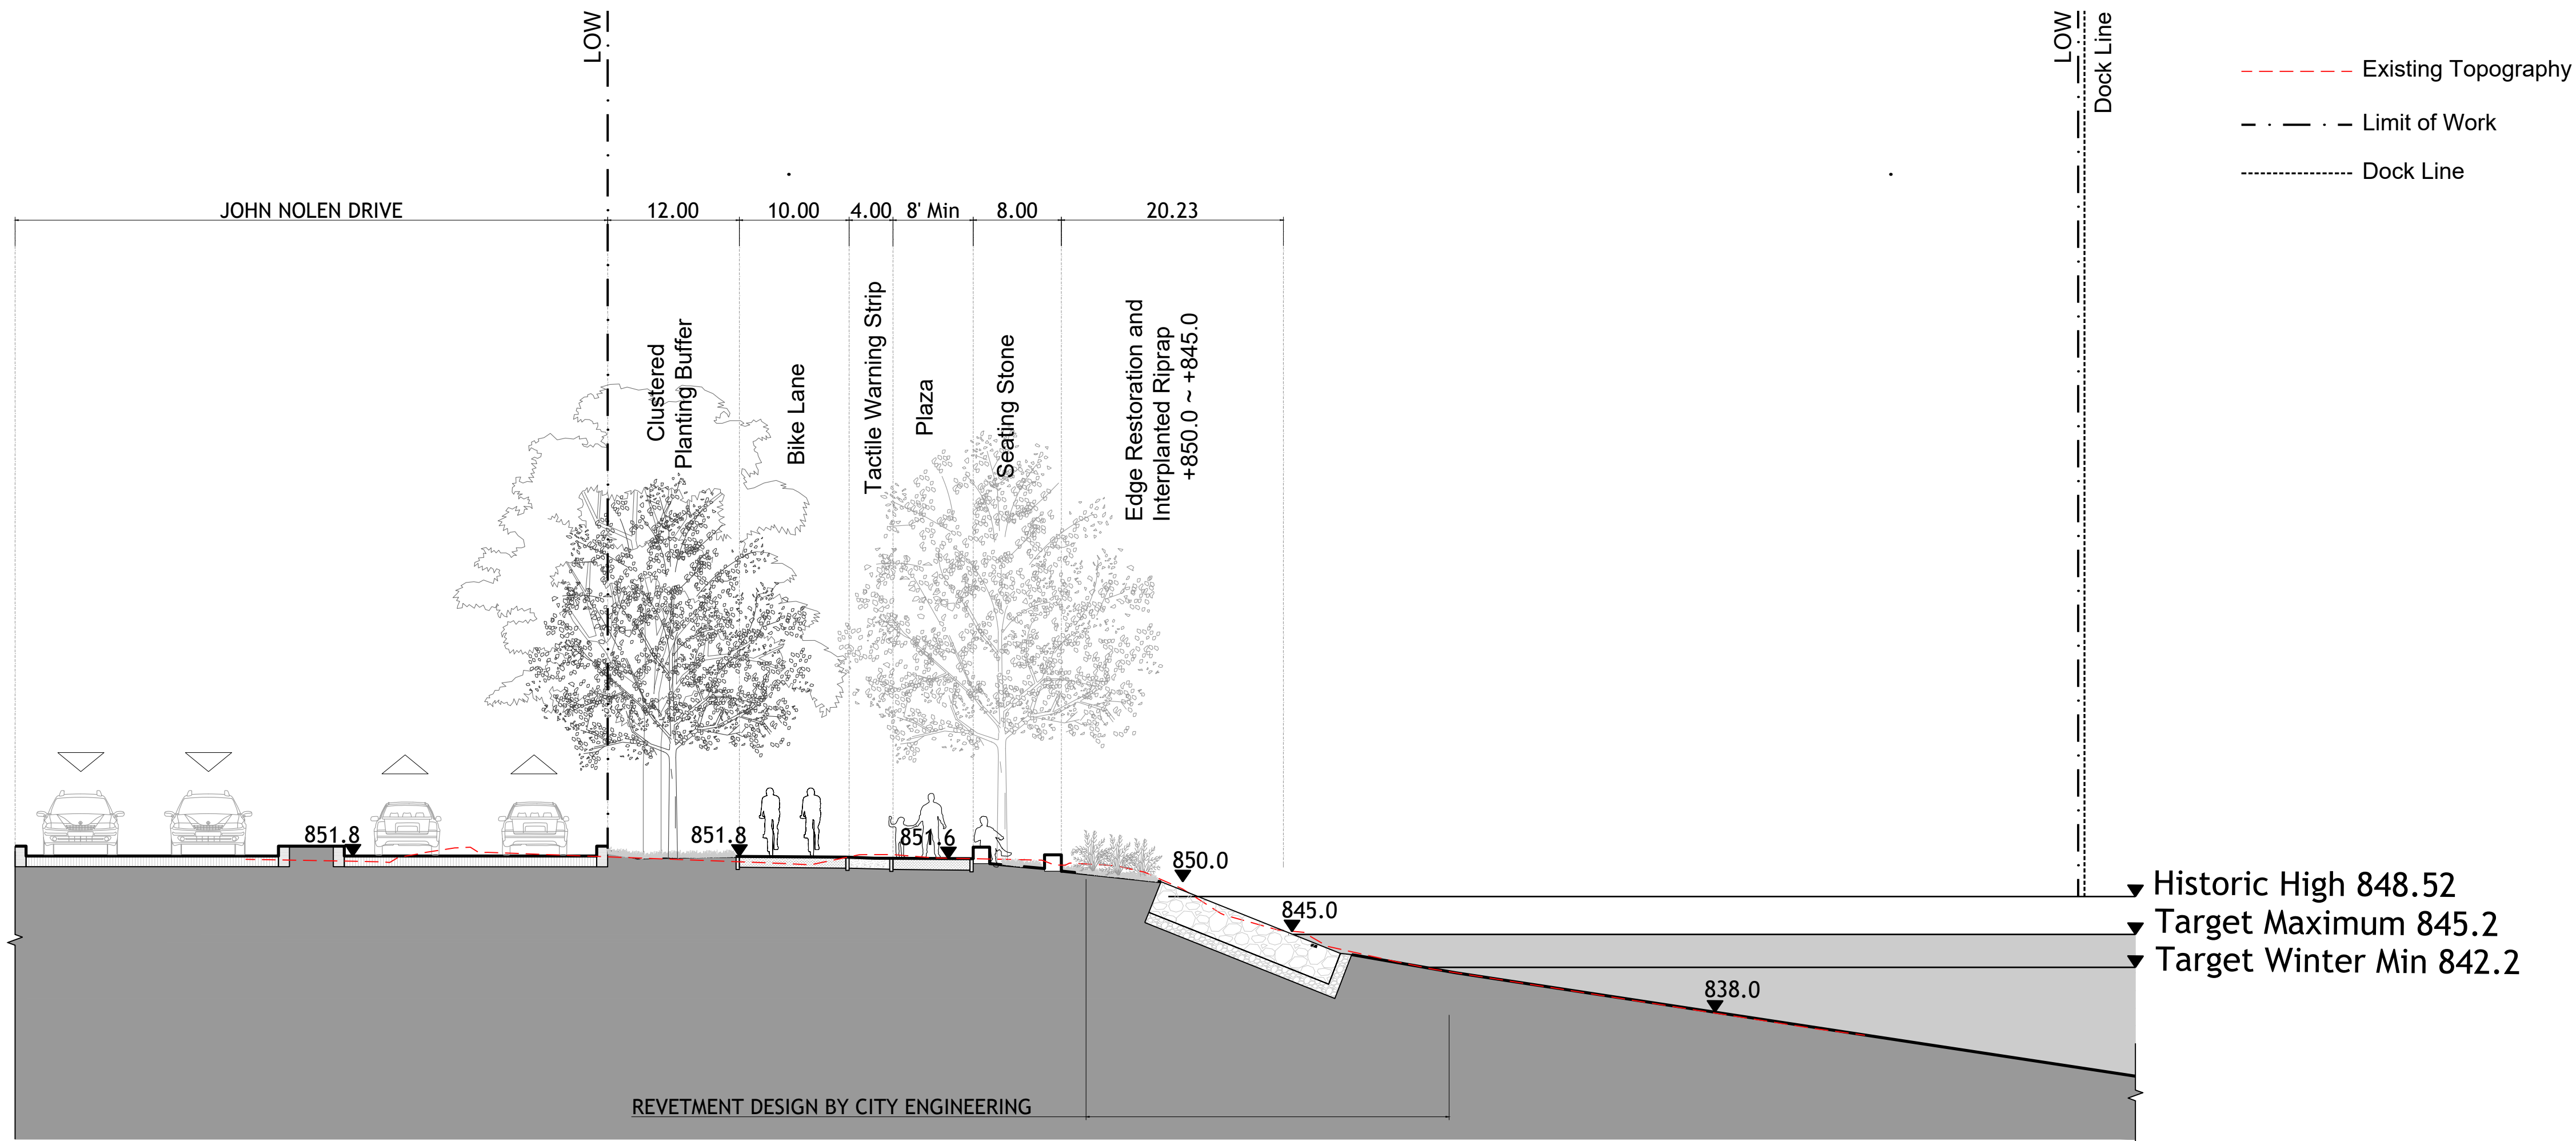 LOW
LOW
Dock Line
Existing Topography
Limit of Work
Dock Line
JOHN NOLEN DRIVE
12.00
10.00
4.00
8' Min
8.00
20.23
Clustered
Planting Buffer
Bike Lane
Tactile Warning Strip
Plaza
Seating Stone
Edge Restoration and
Interplanted Riprap
+850.0 ~ +845.0
851.8
851.8
851.6
850.0
845.0
838.0
Historic High 848.52
Target Maximum 845.2
Target Winter Min 842.2
REVETMENT DESIGN BY CITY ENGINEERING